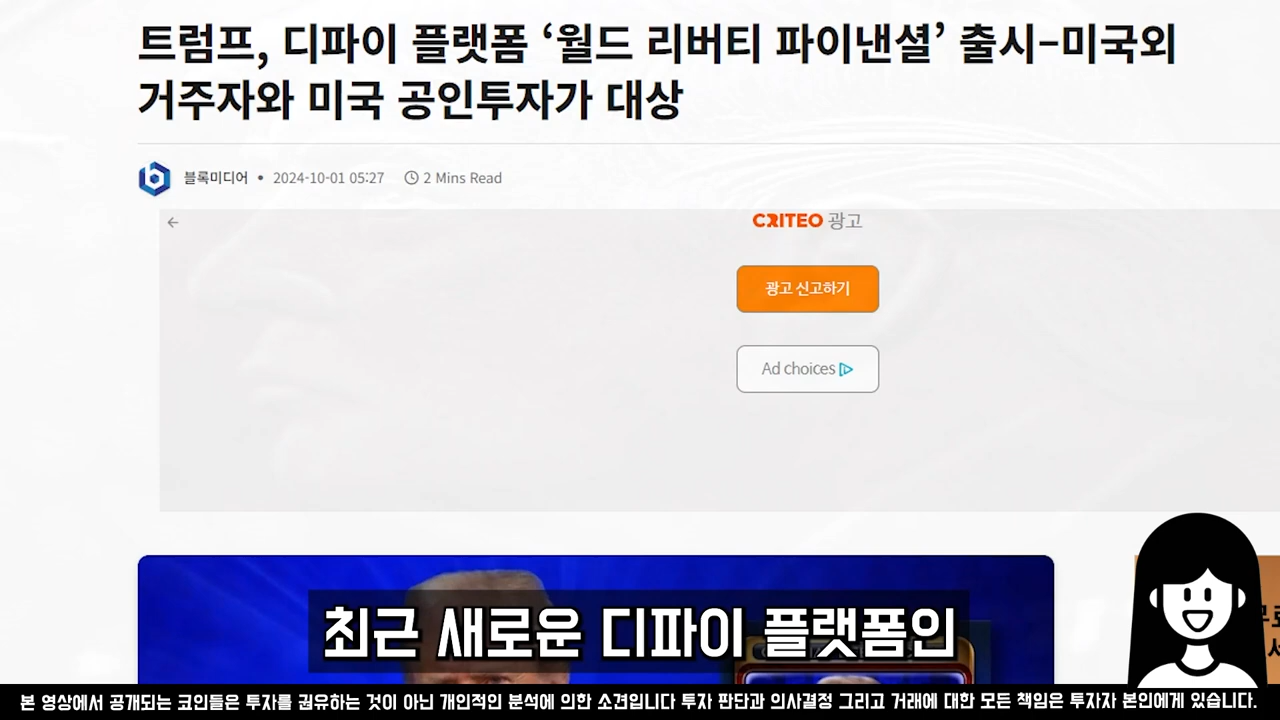 트럼프, 디파이 플랫폼 ‘월드 리버티 파이낸셜’ 출시–미국외
거주자와 미국 공인투자가 대상
블록미디어 • 2024-10-01 05:27 2 Mins Read
CRITEO 광고
광고 신고하기
Ad choices
최근 새로운 디파이 플랫폼인
본 영상에서 공개되는 코인들은 투자를 권유하는 것이 아닌 개인적인 분석에 의한 소견입니다 투자 판단과 의사결정 그리고 거래에 대한 모든 책임은 투자자 본인에게 있습니다.